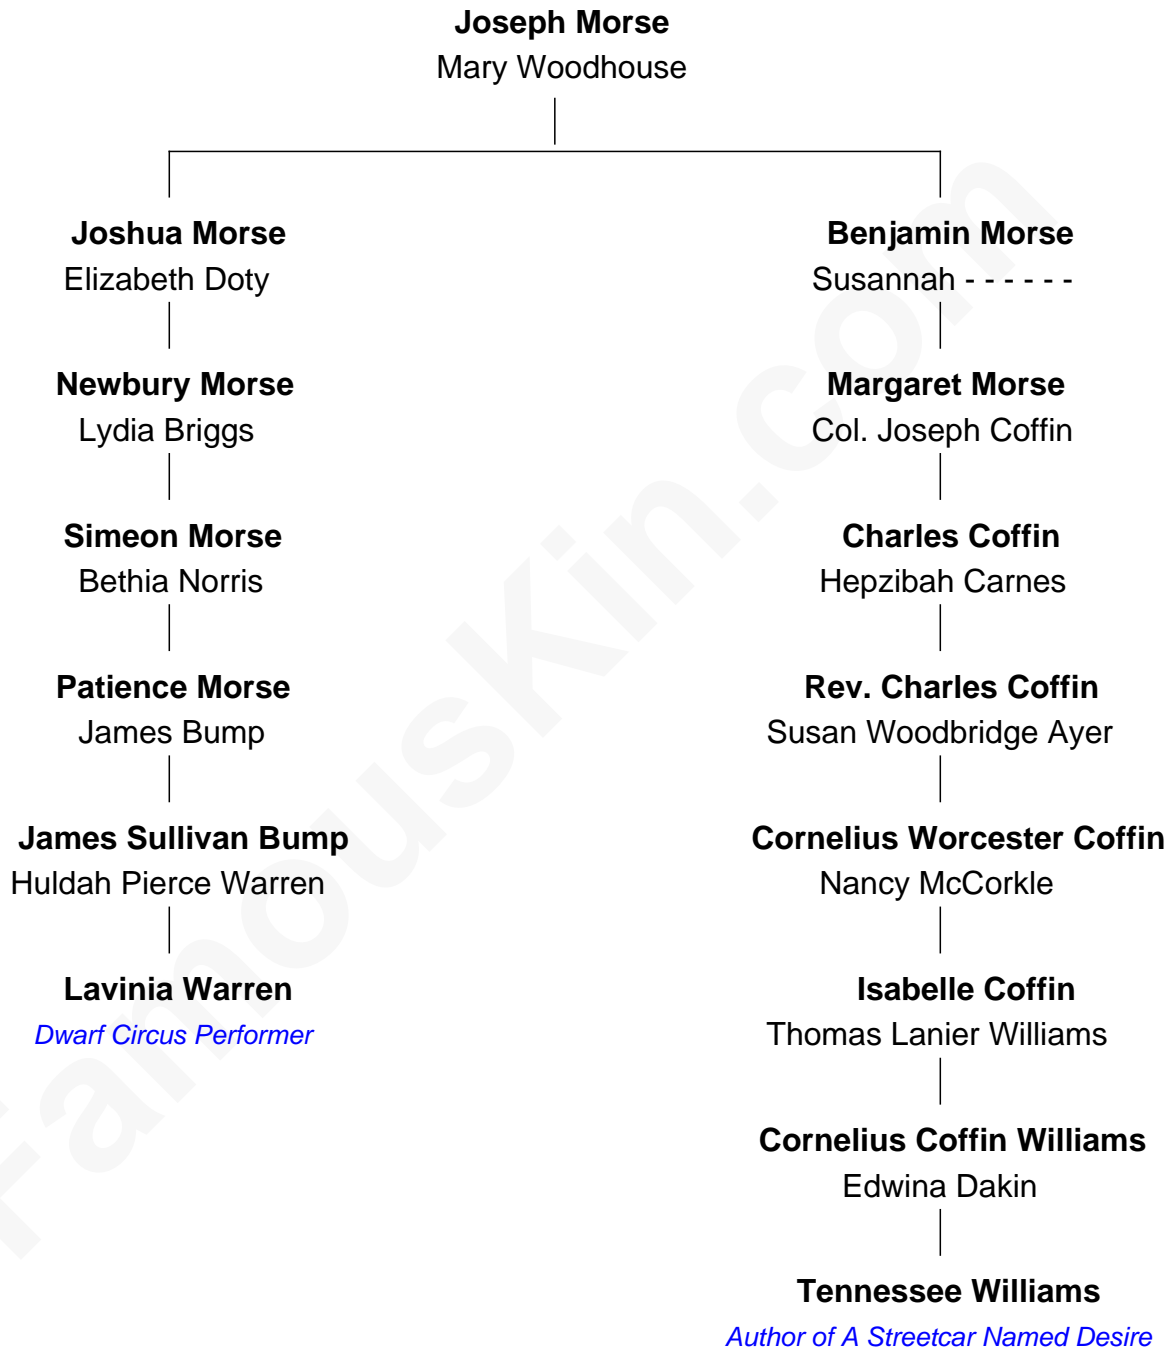 Joseph Morse
Mary Woodhouse
Joshua Morse
Elizabeth Doty
Newbury Morse
Lydia Briggs
Simeon Morse
Bethia Norris
Patience Morse
James Bump
James Sullivan Bump
Huldah Pierce Warren
Lavinia Warren
Dwarf Circus Performer
Benjamin Morse
Susannah - - - - - -
Margaret Morse
Col. Joseph Coffin
Charles Coffin
Hepzibah Carnes
Rev. Charles Coffin
Susan Woodbridge Ayer
Cornelius Worcester Coffin
Nancy McCorkle
Isabelle Coffin
Thomas Lanier Williams
Cornelius Coffin Williams
Edwina Dakin
Tennessee Williams
Author of A Streetcar Named Desire
FamousKin.com